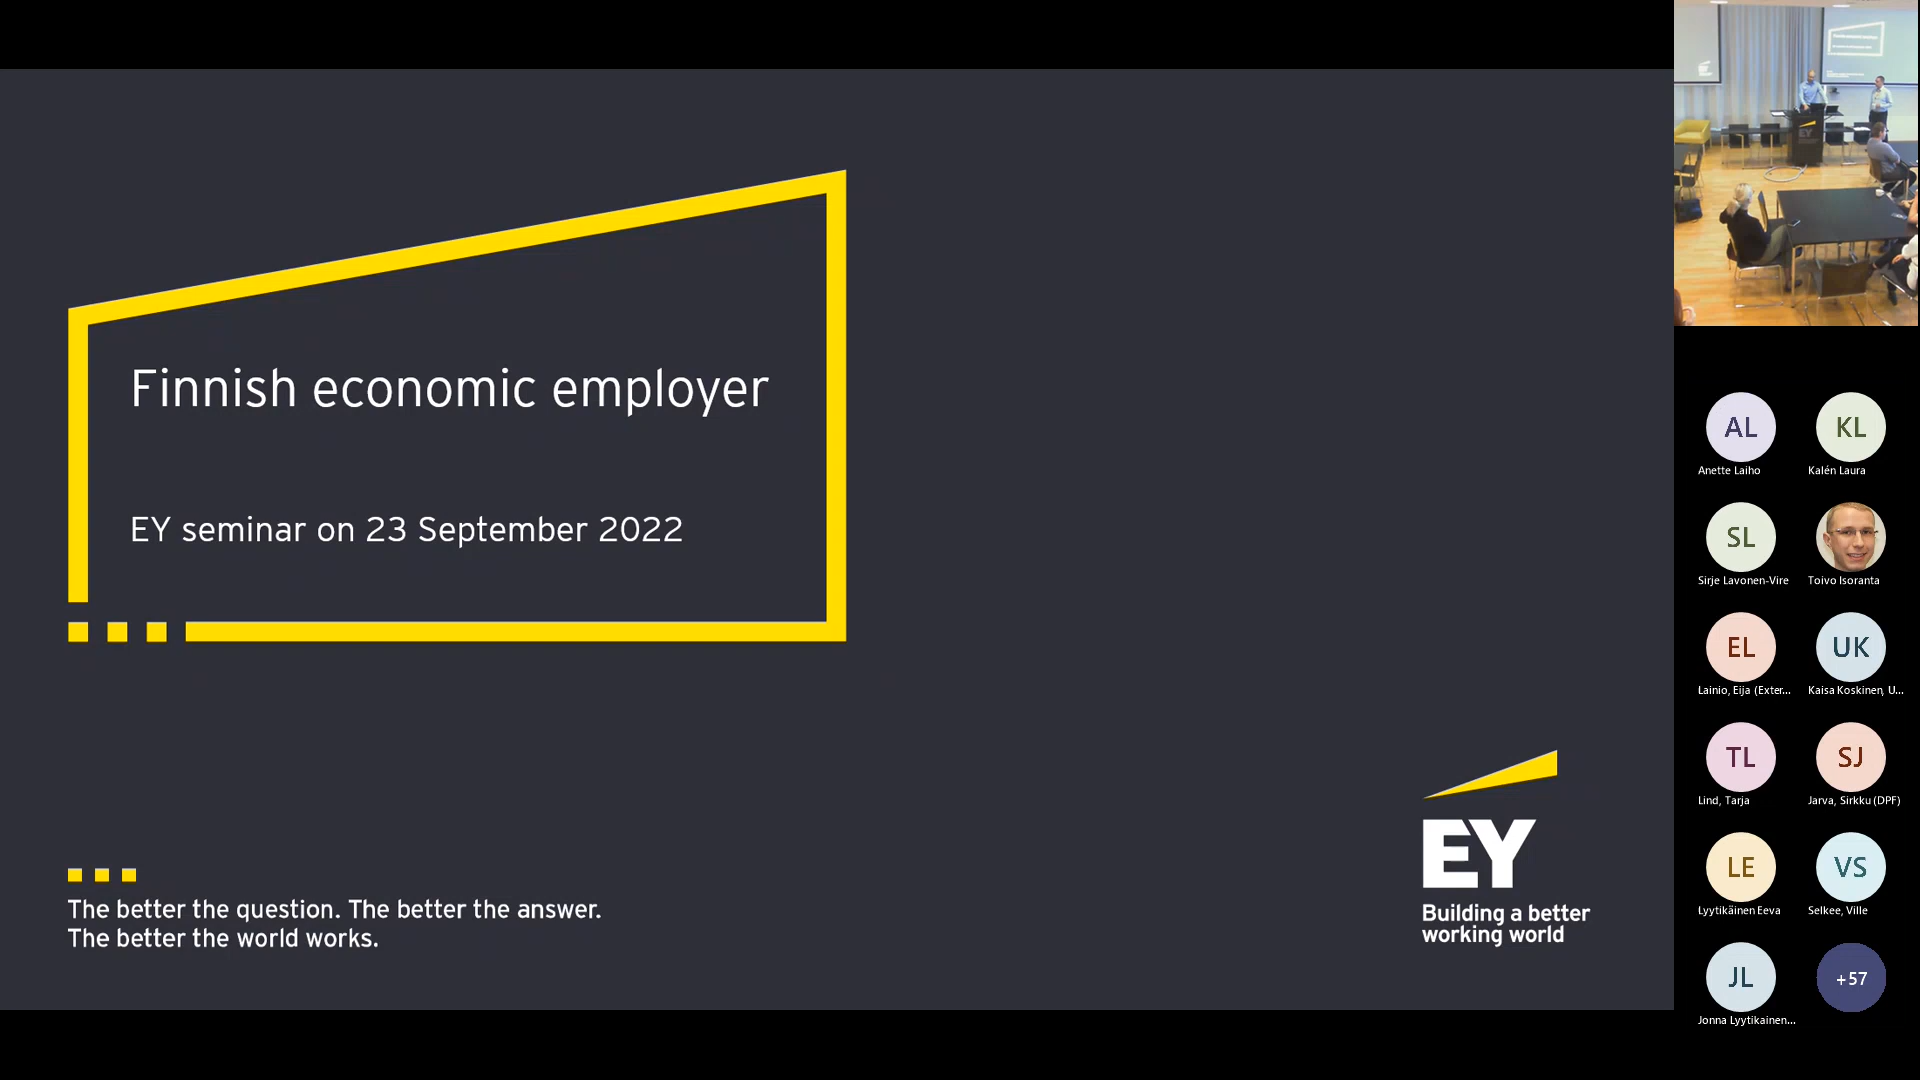 Finnish economic employer
EY seminar on 23 September 2022
The better the question. The better the answer.
The better the world works.
EY
Building a better
working world
AL
Anette Laiho
KL
Kalén Laura
SL
Sirje Lavonen-Vire
Toivo Isoranta
EL
Lainio, Eija (Exter...
UK
Kaisa Koskinen, U...
TL
Lind, Tarja
SJ
Jarva, Sirkku (DPF)
LE
Lyytikäinen Eeva
VS
Selkee, Ville
JL
Jonna Lyytikainen...
+57